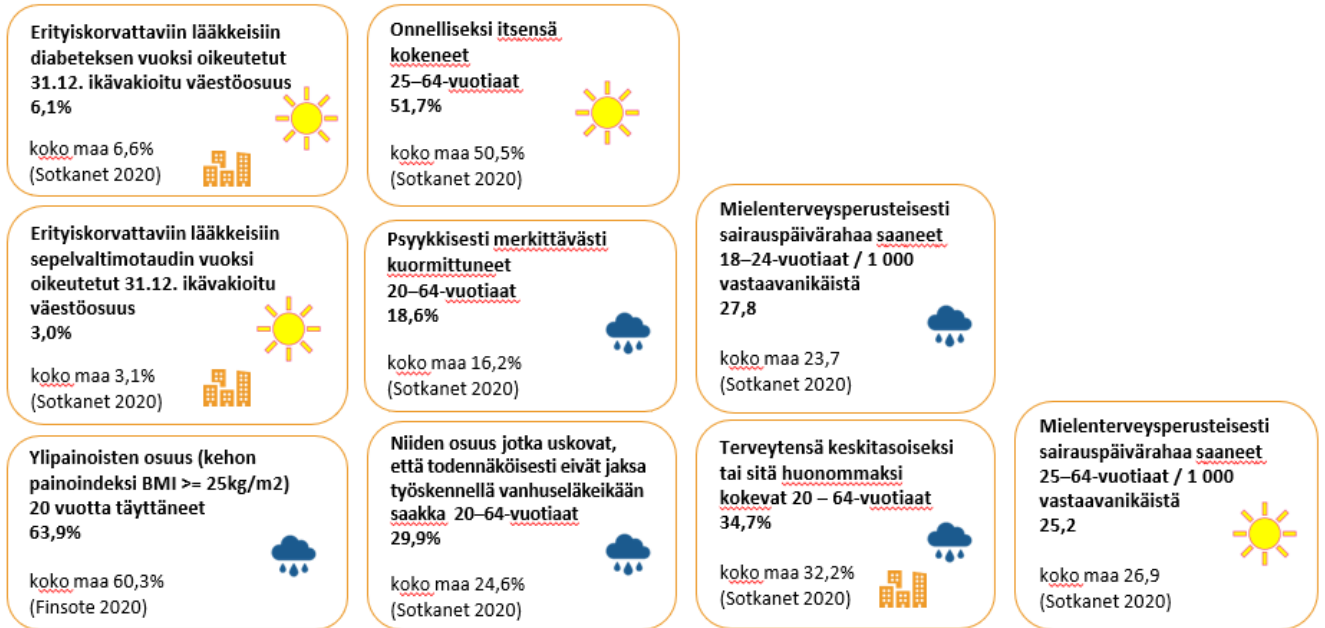 Erityiskorvattaviin lääkkeisiin
diabeteksen vuoksi oikeutetut
31.12. ikävakioitu väestöosuus
6,1%
koko maa 6,6%
(Sotkanet 2020)
Erityiskorvattaviin lääkkeisiin
sepelvaltimotaudin vuoksi
oikeutetut 31.12. ikävakioitu
väestöosuus
3,0%
koko maa 3,1%
(Sotkanet 2020)
Ylipainoisten osuus (kehon
painoindeksi BMI >= 25kg/m2)
20 vuotta täyttäneet
63,9%
koko maa 60,3%
(Finsote 2020)
Onnelliseksi itsensä
kokeneet
25–64-vuotiaat
51,7%
koko maa 50,5%
(Sotkanet 2020)
Psyykkisesti merkittävästi
kuormittuneet
20–64-vuotiaat
18,6%
koko maa 16,2%
(Sotkanet 2020)
Niiden osuus jotka uskovat,
että todennäköisesti eivät jaksa
työskennellä vanhuseläkeikään
saakka 20–64-vuotiaat
29,9%
koko maa 24,6%
(Sotkanet 2020)
Mielenterveysperusteisesti
sairauspäivärahaa saaneet
18–24-vuotiaat / 1 000
vastaavanikäistä
27,8
koko maa 23,7
(Sotkanet 2020)
Terveytensä keskitasoiseksi
tai sitä huonommaksi
kokevat 20 – 64-vuotiaat
34,7%
koko maa 32,2%
(Sotkanet 2020)
Mielenterveysperusteisesti
sairauspäivärahaa saaneet
25–64-vuotiaat / 1 000
vastaavanikäistä
25,2
koko maa 26,9
(Sotkanet 2020)